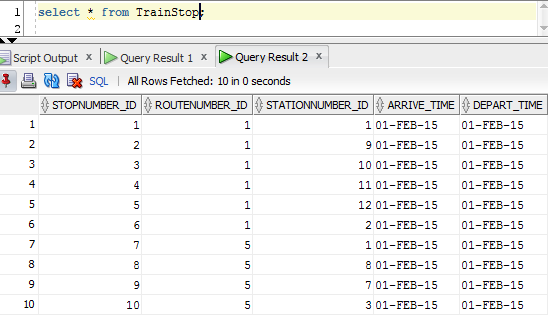 1 select * from TrainStop;
2
Script Output × Query Result 1 × Query Result 2 ×
SQL | All Rows Fetched: 10 in 0 seconds
STOPNUMBER_ID ROUTENUMBER_ID STATIONNUMBER_ID ARRIVE_TIME DEPART_TIME
1 1 1 1 01-FEB-15 01-FEB-15
2 2 1 9 01-FEB-15 01-FEB-15
3 3 1 10 01-FEB-15 01-FEB-15
4 4 1 11 01-FEB-15 01-FEB-15
5 5 1 12 01-FEB-15 01-FEB-15
6 6 1 2 01-FEB-15 01-FEB-15
7 7 5 1 01-FEB-15 01-FEB-15
8 8 5 8 01-FEB-15 01-FEB-15
9 9 5 7 01-FEB-15 01-FEB-15
10 10 5 3 01-FEB-15 01-FEB-15